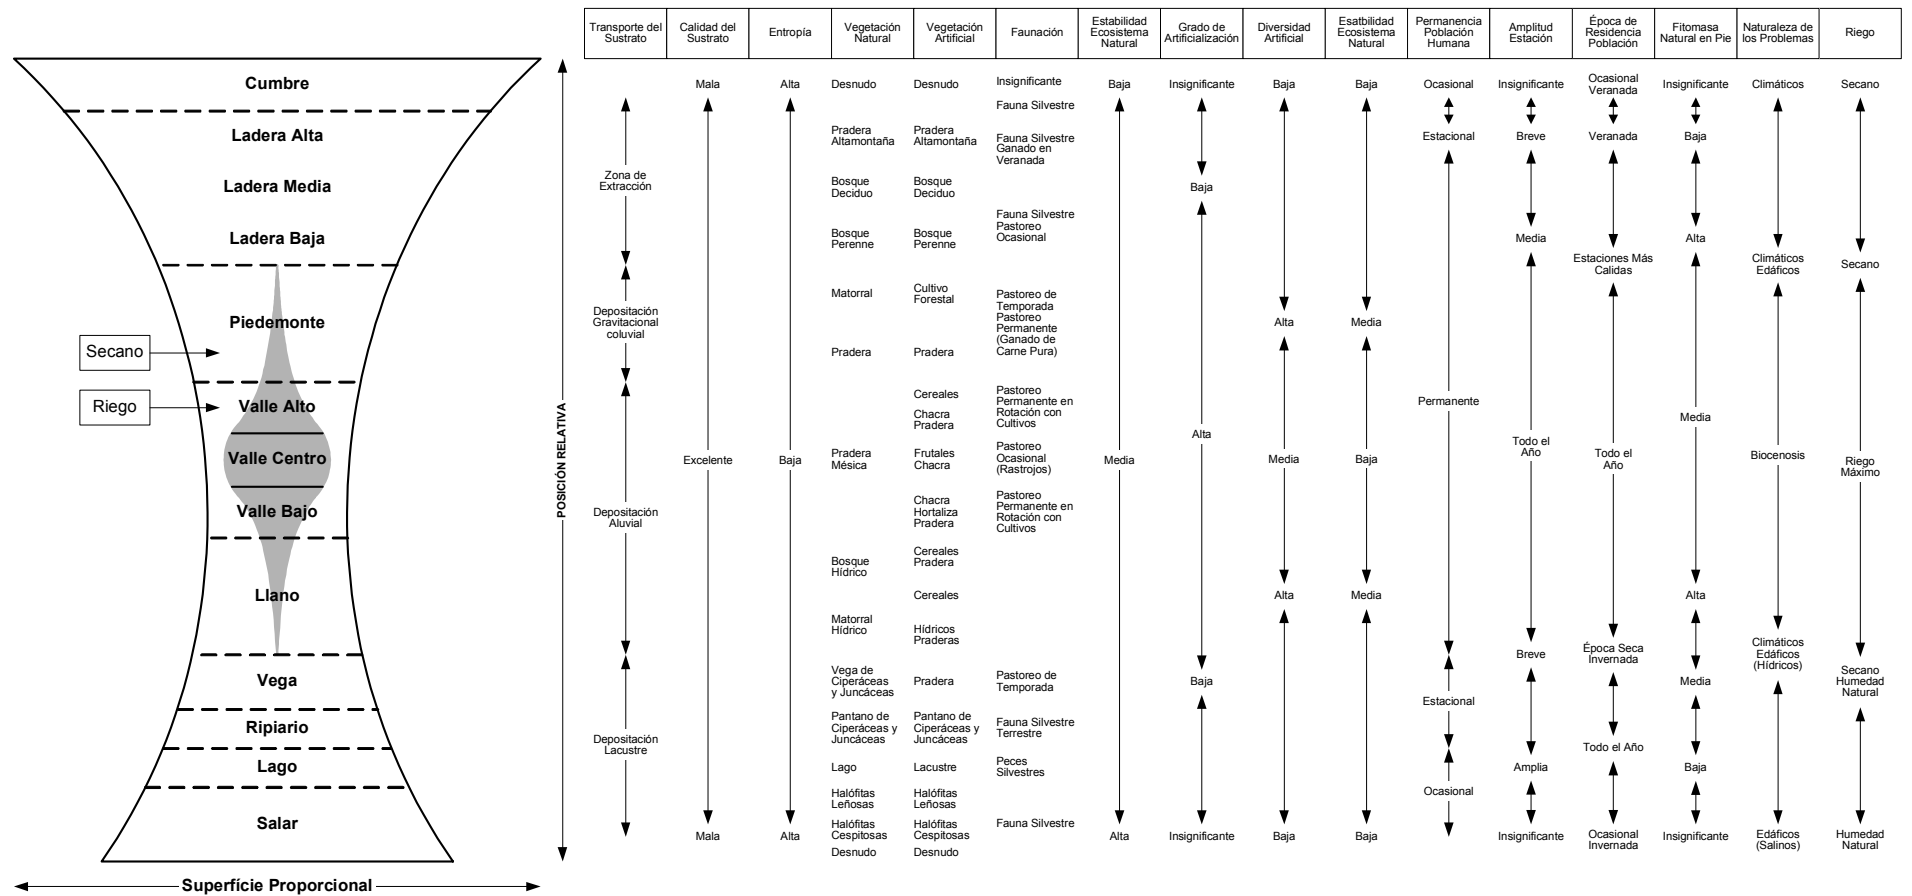 Transporte del
Sustrato
Calidad del
Sustrato
Entropía
Vegetación
Natural
Vegetación
Artificial
Faunación
Estabilidad
Ecosistema
Natural
Grado de
Artificialización
Diversidad
Artificial
Esatbilidad
Ecosistema
Natural
Permanencia
Población
Humana
Amplitud
Estación
Época de
Residencia
Población
Fitomasa
Natural en Pie
Naturaleza de
los Problemas
Riego
Cumbre
Ladera Alta
Ladera Media
Ladera Baja
Piedemonte
Secano
Riego
Valle Alto
Valle Centro
Valle Bajo
Llano
Vega
Ripiario
Lago
Salar
Superfície Proporcional
POSICIÓN RELATIVA
Zona de
Extracción
Depositación
Gravitacional
coluvial
Depositación
Aluvial
Depositación
Lacustre
Mala
Excelente
Mala
Alta
Baja
Alta
Desnudo
Pradera
Altamontaña
Bosque
Deciduo
Bosque
Perenne
Matorral
Pradera
Pradera
Mésica
Bosque
Hídrico
Matorral
Hídrico
Vega de
Ciperáceas
y Juncáceas
Pantano de
Ciperáceas y
Juncáceas
Lago
Halófitas
Leñosas
Halófitas
Cespitosas
Desnudo
Desnudo
Pradera
Altamontaña
Bosque
Deciduo
Bosque
Perenne
Cultivo
Forestal
Pradera
Cereales
Chacra
Pradera
Frutales
Chacra
Chacra
Hortaliza
Pradera
Cereales
Pradera
Cereales
Hídricos
Praderas
Pradera
Pantano de
Ciperáceas y
Juncáceas
Lacustre
Halófitas
Leñosas
Halófitas
Cespitosas
Desnudo
Insignificante
Fauna Silvestre
Fauna Silvestre
Ganado en
Veranada
Fauna Silvestre
Pastoreo
Ocasional
Pastoreo de
Temporada
Pastoreo
Permanente
(Ganado de
Carne Pura)
Pastoreo
Permanente en
Rotación con
Cultivos
Pastoreo
Ocasional
(Rastrojos)
Pastoreo
Permanente en
Rotación con
Cultivos
Pastoreo de
Temporada
Fauna Silvestre
Terrestre
Peces
Silvestres
Fauna Silvestre
Baja
Media
Alta
Insignificante
Baja
Alta
Baja
Insignificante
Baja
Alta
Media
Alta
Baja
Baja
Media
Baja
Media
Baja
Ocasional
Estacional
Permanente
Estacional
Ocasional
Insignificante
Breve
Media
Todo el
Año
Breve
Amplia
Insignificante
Ocasional
Veranada
Veranada
Estaciones Más
Calidas
Todo el
Año
Época Seca
Invernada
Todo el Año
Ocasional
Invernada
Insignificante
Baja
Alta
Media
Alta
Media
Baja
Insignificante
Climáticos
Climáticos
Edáficos
Biocenosis
Climáticos
Edáficos
(Hídricos)
Edáficos
(Salinos)
Secano
Secano
Riego
Máximo
Secano
Humedad
Natural
Humedad
Natural